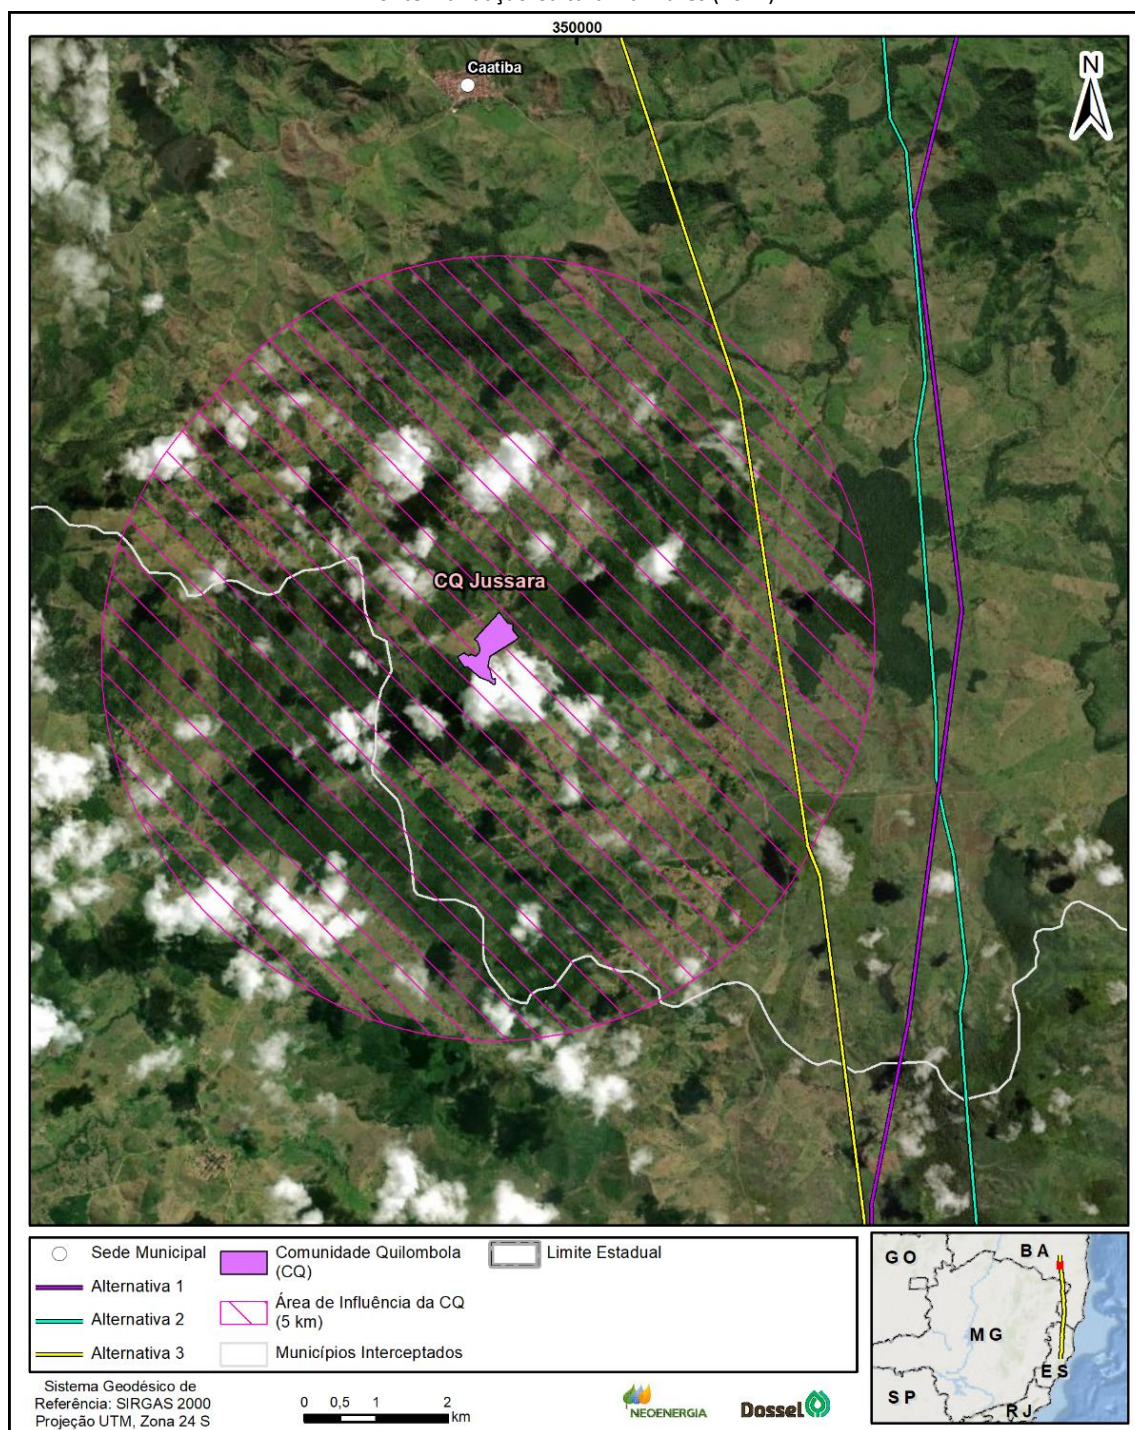 350000
Caatiba
N
CQ Jussara
Sede Municipal
Alternativa 1
Alternativa 2
Alternativa 3
Comunidade Quilombola
(CQ)
Área de Influência da CQ
(5 km)
Municípios Interceptados
Limite Estadual
GO
BA
MG
ES
SP
RJ
Sistema Geodésico de
Referência: SIRGAS 2000
Projeção UTM, Zona 24 S
0 0,5 1 2
km
NEOENERGIA
Dossel